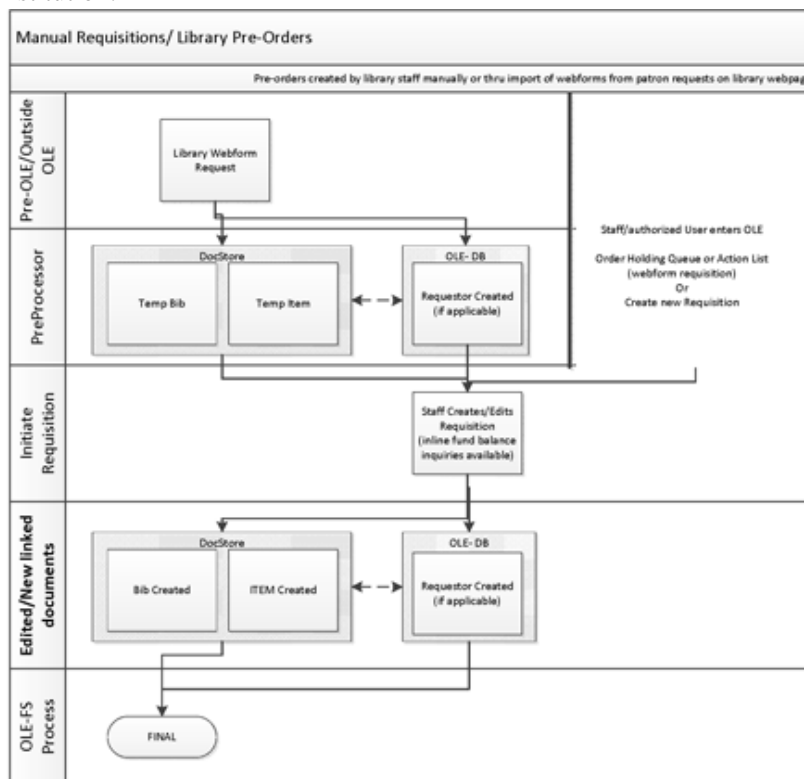 Manual Requisitions/ Library Pre-Orders
Pre-orders created by library staff manually or thru import of webforms from patron requests on library webpag
Pre-OLE/Outside
OLE
Library Webform
Request
Staff/authorized User enters OLE
Order Holding Queue or Action List
(webform requisition)
Or
Create new Requisition
PreProcessor
DocStore
Temp Bib
Temp Item
OLE- DB
Requestor Created
(if applicable)
Initiate
Requisition
Staff Creates/Edits
Requisition
(inline fund balance
inquiries available)
Edited/New linked
documents
DocStore
Bib Created
ITEM Created
OLE- DB
Requestor Created
(if applicable)
OLE-FS
Process
FINAL